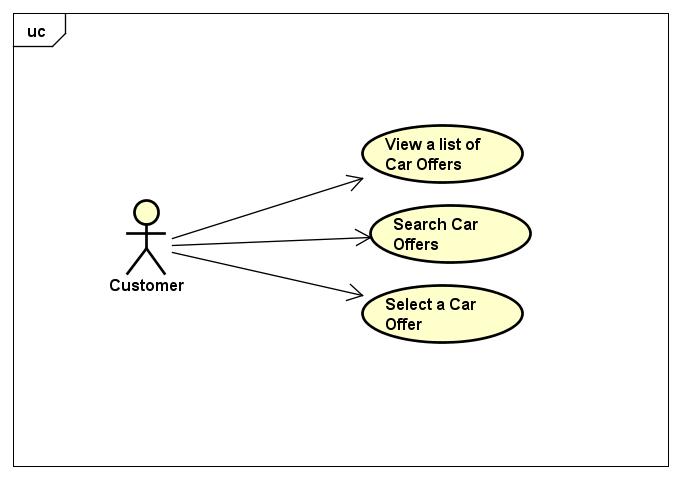 uc
View a list of
Car Offers
Search Car
Offers
Customer
Select a Car
Offer